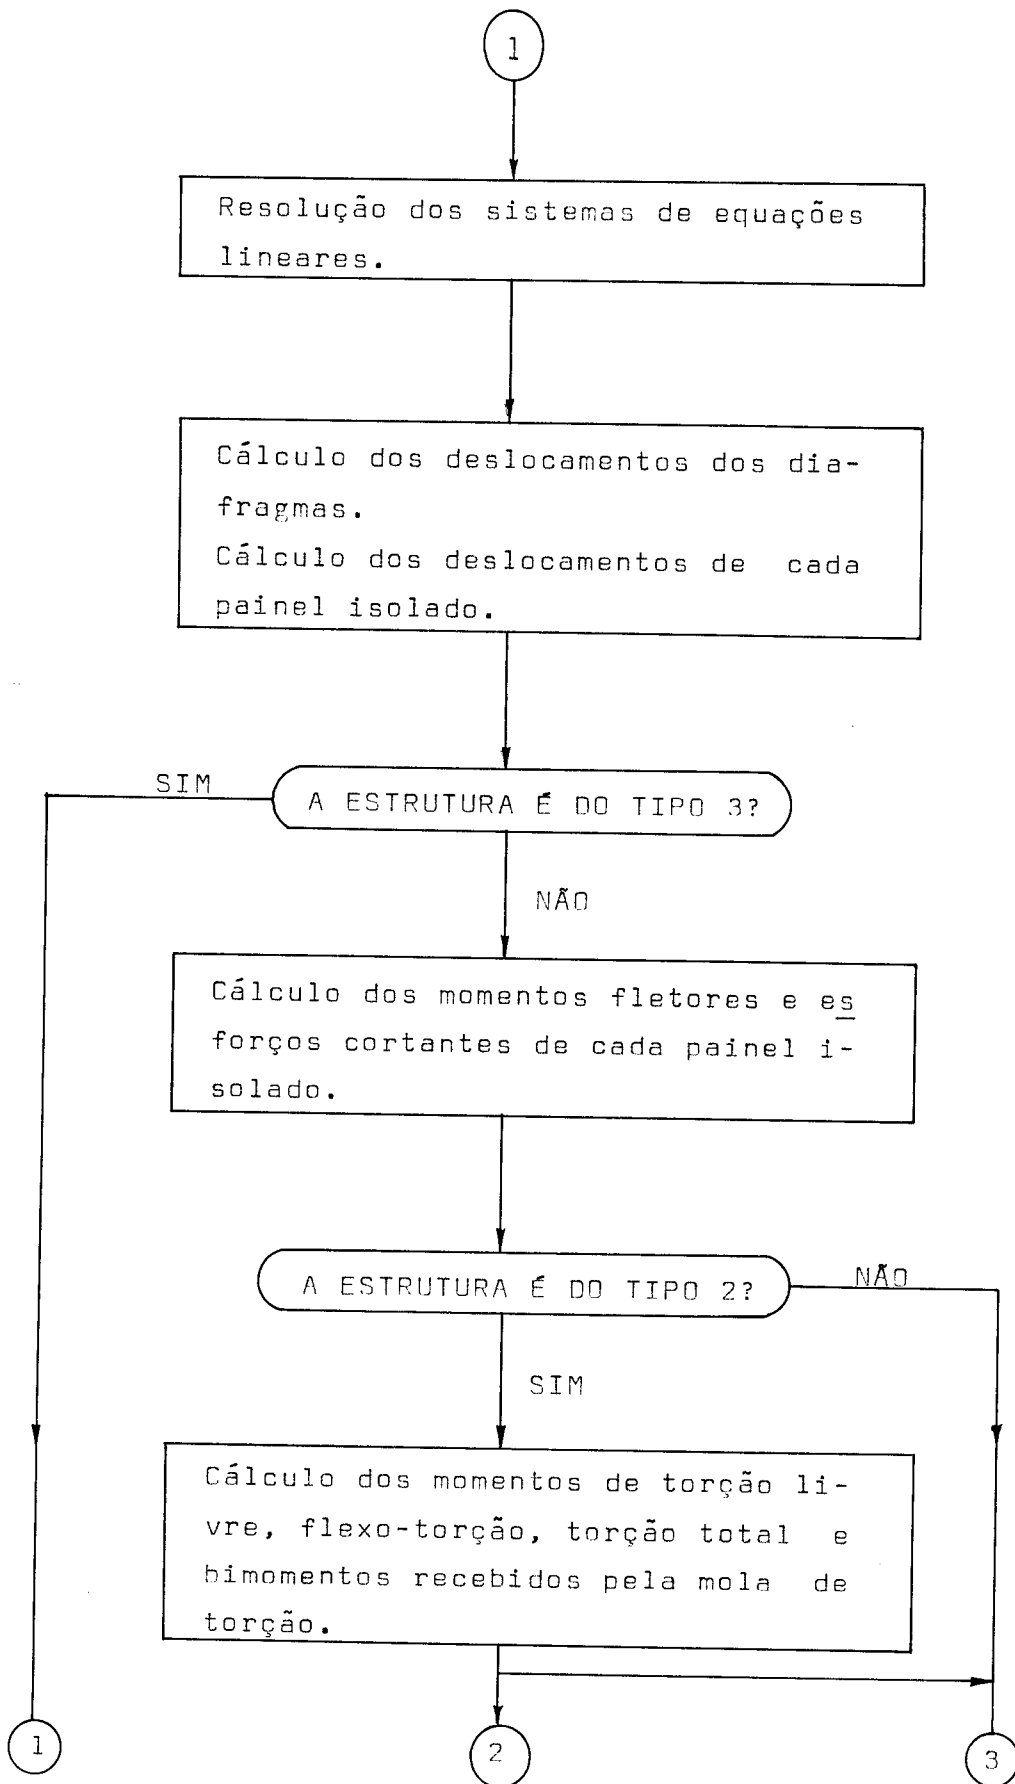 1
Resolução dos sistemas de equações
lineares.
Cálculo dos deslocamentos dos dia-
fragmas.
Cálculo dos deslocamentos de cada
painel isolado.
SIM
A ESTRUTURA É DO TIPO 3?
NÃO
Cálculo dos momentos fletores e es
forços cortantes de cada painel i-
solado.
A ESTRUTURA É DO TIPO 2?
NÃO
SIM
Cálculo dos momentos de torção li-
vre, flexo-torção, torção total e
bimomentos recebidos pela mola de
torção.
1
2
3